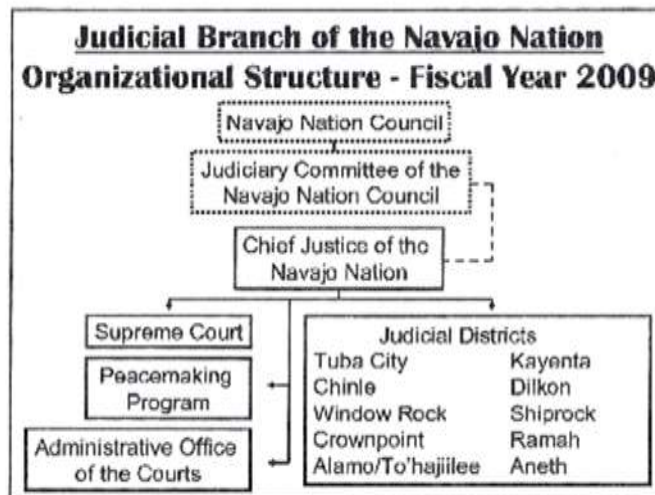 Judicial Branch of the Navajo Nation
Organizational Structure - Fiscal Year 2009
Navajo Nation Council
Judiciary Committee of the
Navajo Nation Council
Chief Justice of the
Navajo Nation
Supreme Court
Peacemaking
Program
Administrative Office
of the Courts
Judicial Districts
Tuba City Kayenta
Chinle Dilkon
Window Rock Shiprock
Crownpoint Ramah
Alamo/To'hajiilee Aneth